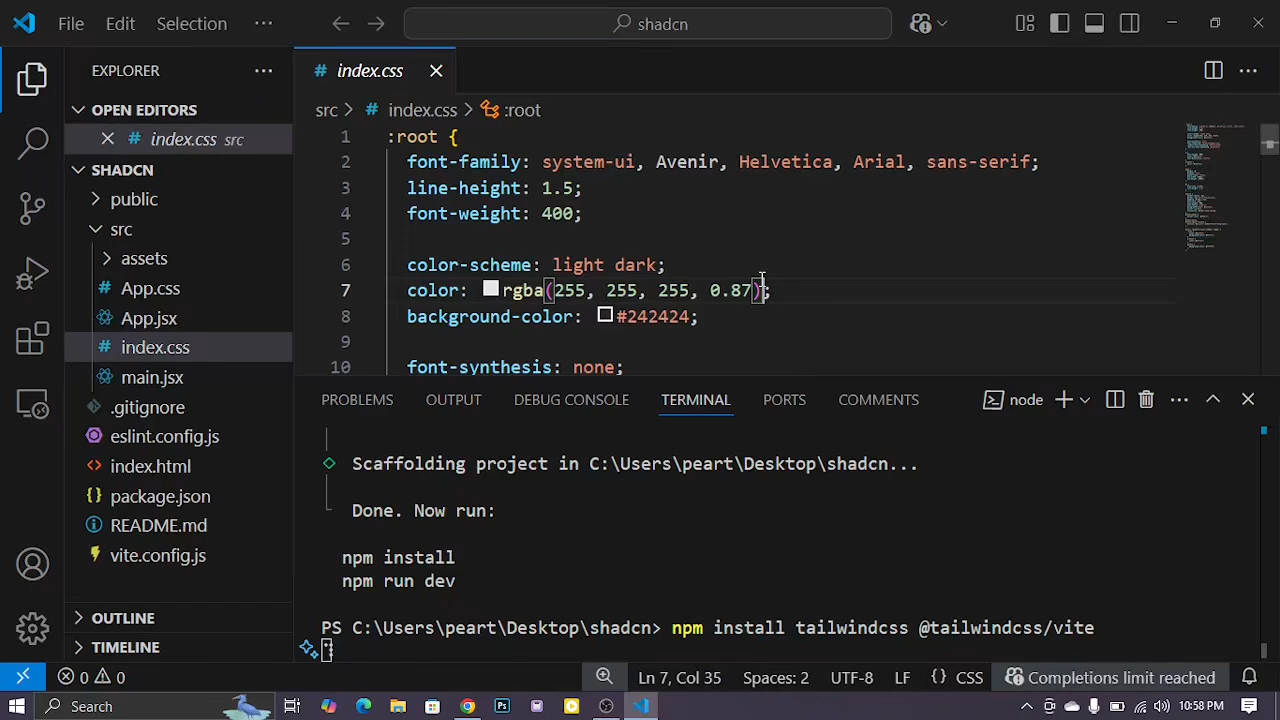 File Edit Selection ··· shadcn
EXPLORER ···
OPEN EDITORS
index.css src
SHADCN
public
src
assets
App.css
App.jsx
index.css
main.jsx
.gitignore
eslint.config.js
index.html
package.json
README.md
vite.config.js
OUTLINE
TIMELINE
index.css
src > index.css > :root
1 :root {
2 font-family: system-ui, Avenir, Helvetica, Arial, sans-serif;
3 line-height: 1.5;
4 font-weight: 400;
5
6 color-scheme: light dark;
7 color: rgba(255, 255, 255, 0.87);
8 background-color: #242424;
9
10 font-synthesis: none;
PROBLEMS OUTPUT DEBUG CONSOLE TERMINAL PORTS COMMENTS node
Scaffolding project in C:\Users\peart\Desktop\shadcn...
Done. Now run:
npm install
npm run dev
PS C:\Users\peart\Desktop\shadcn> npm install tailwindcss @tailwindcss/vite
0 0 Ln 7, Col 35 Spaces: 2 UTF-8 LF {} CSS Completions limit reached
Search 10:58 PM